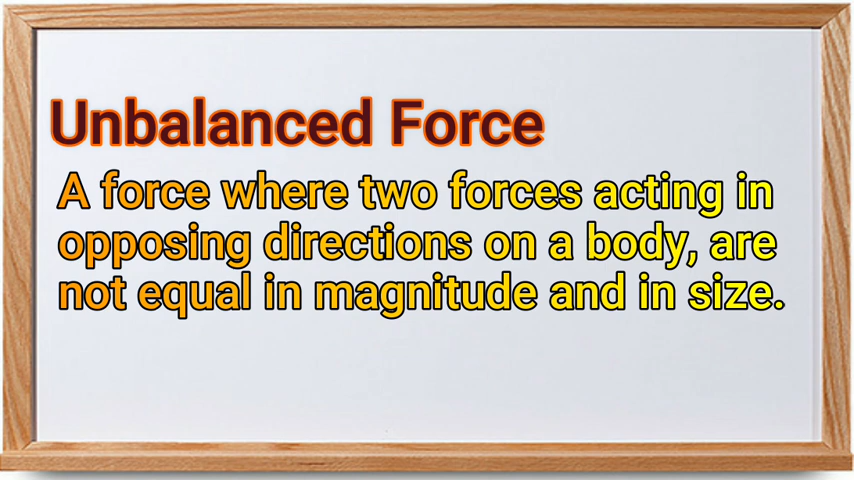 Unbalanced Force
A force where two forces acting in
opposing directions on a body, are
not equal in magnitude and in size.